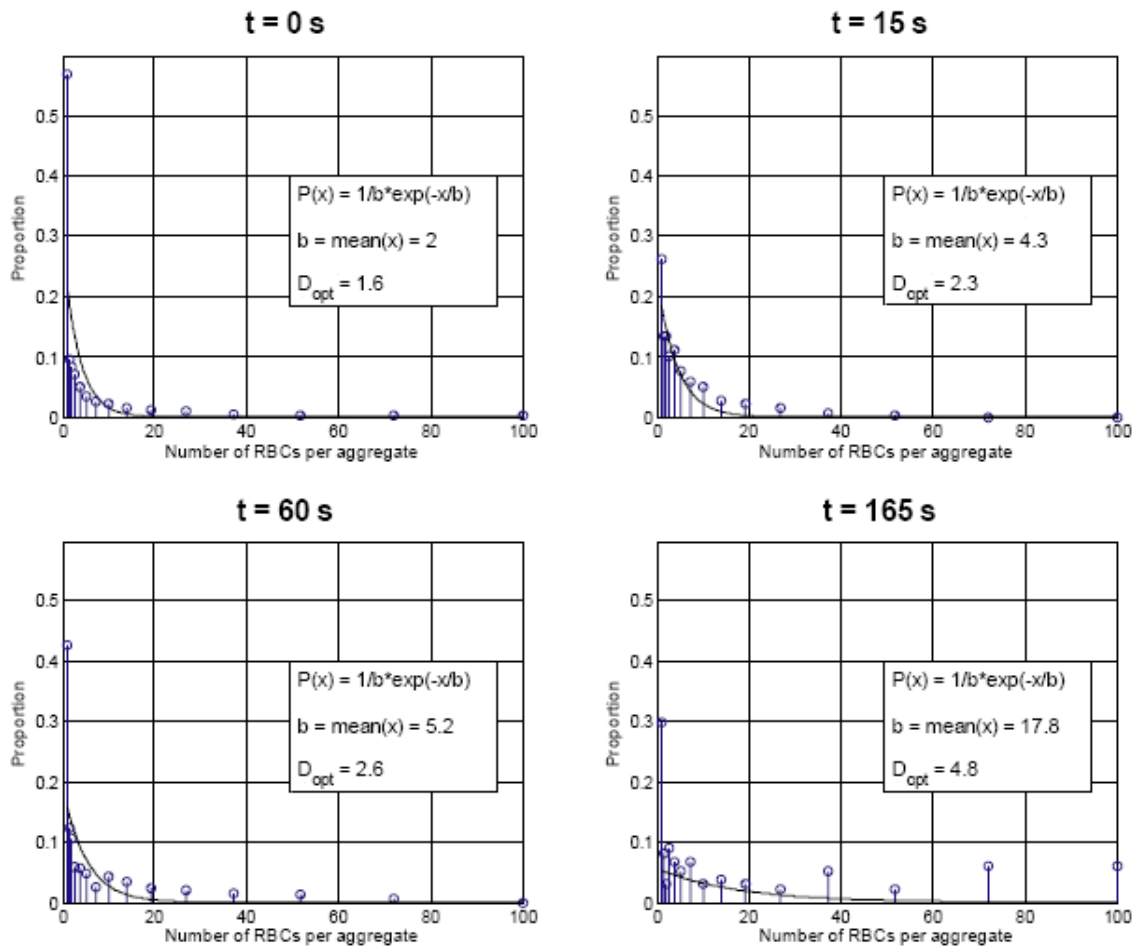 t = 0 s
0.5
0.4
0.3
0.2
0.1
0
0 20 40 60 80 100
Proportion
Number of RBCs per aggregate
P(x) = 1/b*exp(-x/b)
b = mean(x) = 2
D_opt = 1.6
t = 15 s
0.5
0.4
0.3
0.2
0.1
0
0 20 40 60 80 100
Proportion
Number of RBCs per aggregate
P(x) = 1/b*exp(-x/b)
b = mean(x) = 4.3
D_opt = 2.3
t = 60 s
0.5
0.4
0.3
0.2
0.1
0
0 20 40 60 80 100
Proportion
Number of RBCs per aggregate
P(x) = 1/b*exp(-x/b)
b = mean(x) = 5.2
D_opt = 2.6
t = 165 s
0.5
0.4
0.3
0.2
0.1
0
0 20 40 60 80 100
Proportion
Number of RBCs per aggregate
P(x) = 1/b*exp(-x/b)
b = mean(x) = 17.8
D_opt = 4.8